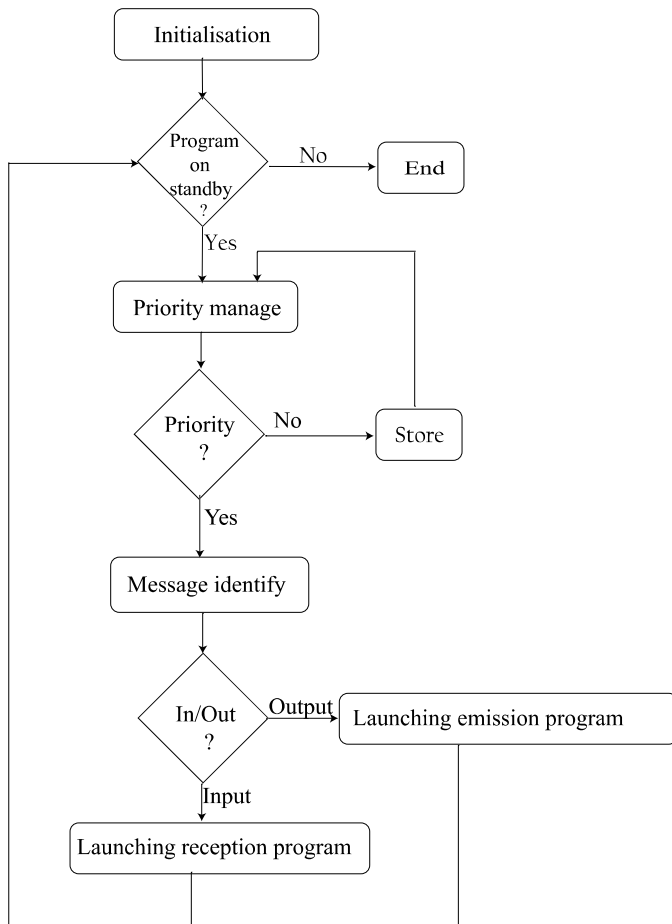 Initialisation
Program
on
standby
?
No
End
Yes
Priority manage
Priority
?
No
Store
Yes
Message identify
In/Out
?
Output
Launching emission program
Input
Launching reception program